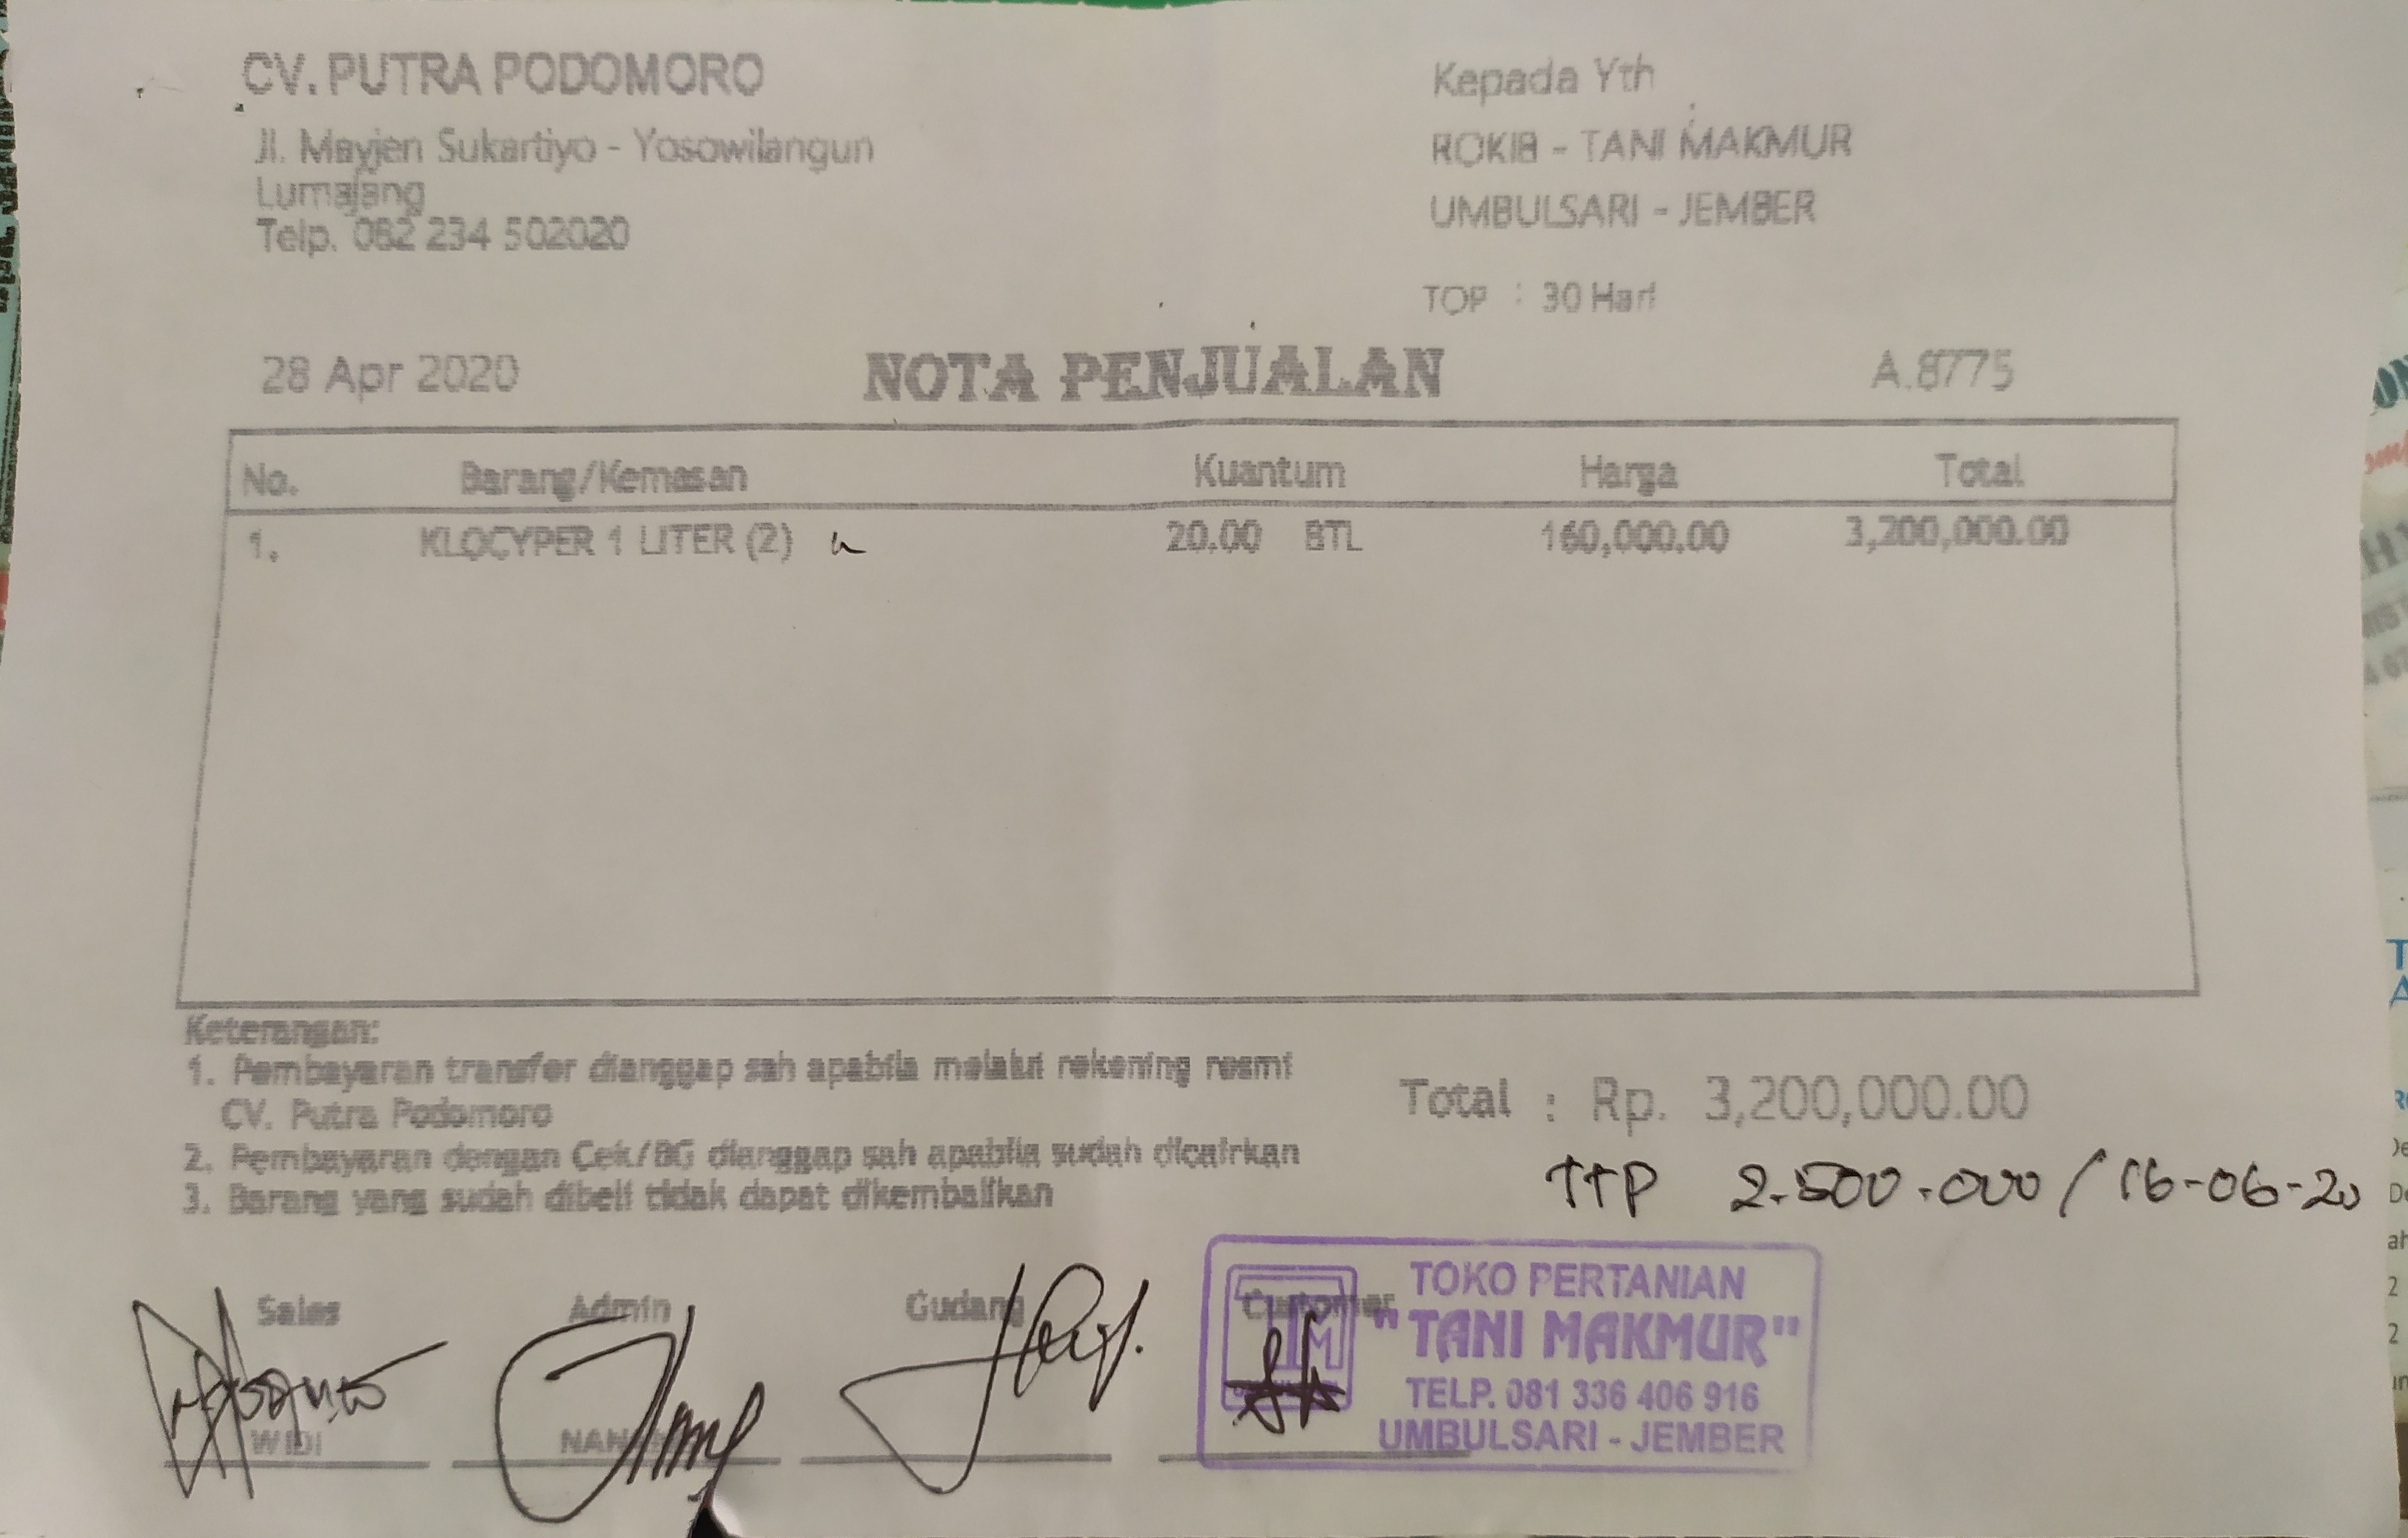 CV. PUTRA PODOMORO
Jl. Mayjen Sukartiyo - Yosowilangun
Lumajang
Telp. 082 234 502020
Kepada Yth
ROKIB - TANI MAKMUR
UMBULSARI - JEMBER
TOP : 30 Hari
28 Apr 2020
NOTA PENJUALAN
A.8775
No. Barang/Kemasan Kuantum Harga Total
1. KLOCYPER 1 LITER (2) 20.00 BTL 160,000.00 3,200,000.00
Keterangan:
1. Pembayaran transfer dianggap sah apabila melalui rekening resmi
CV. Putra Podomoro
2. Pembayaran dengan Cek/BG dianggap sah apabila sudah dicairkan
3. Barang yang sudah dibeli tidak dapat dikembalikan
Total : Rp. 3,200,000.00
TTP 2.500.000 / 16-06-20
Sales Admin Gudang Customer
WIDI
TM
TOKO PERTANIAN
"TANI MAKMUR"
TELP. 081 336 406 916
UMBULSARI - JEMBER